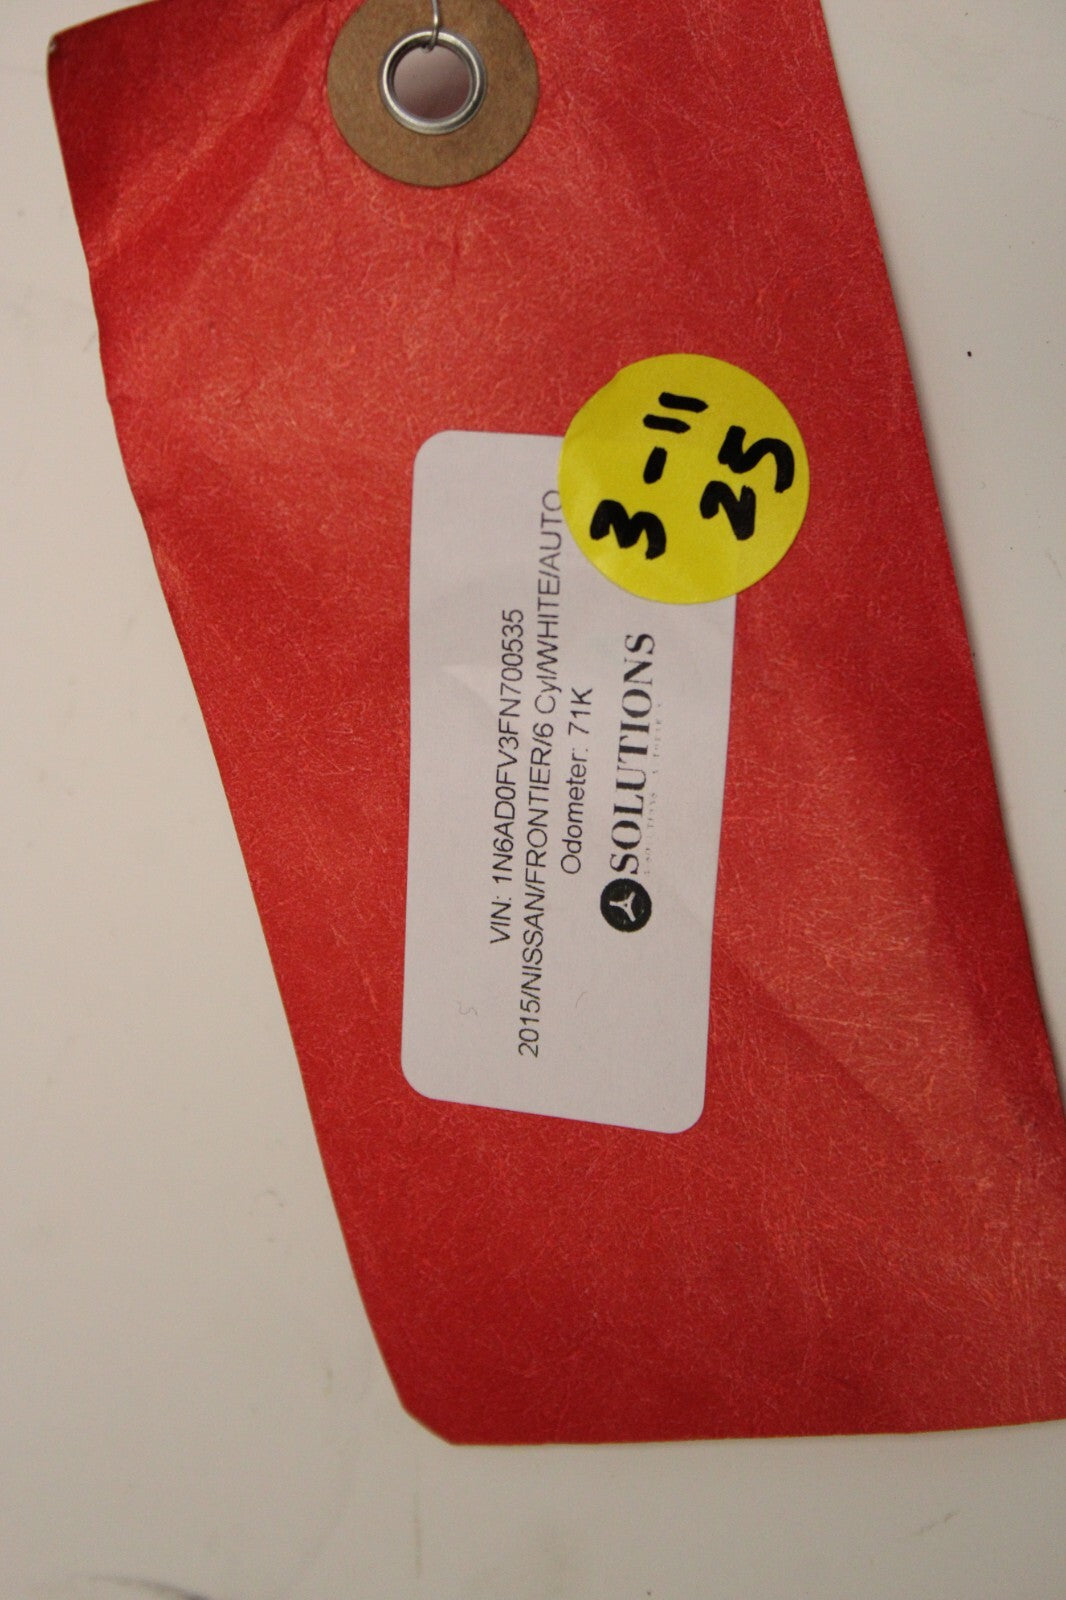 VIN: 1N6AD0FV3FN700535
2015/NISSAN/FRONTIER/6 Cyl/WHITE/AUTO
Odometer: 71K
SOLUTIONS
3-11
25